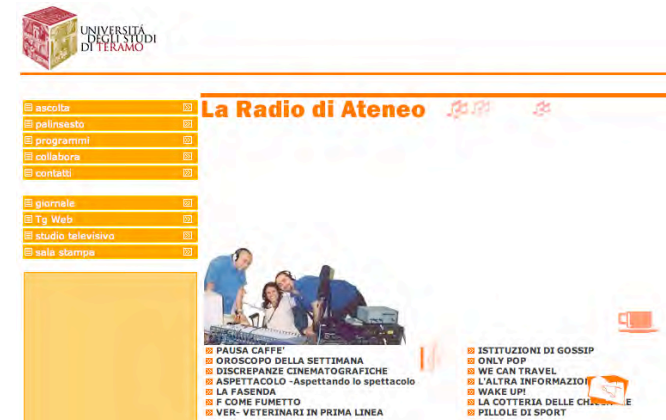 UNIVERSITÁ
DEGLI STUDI
DI TERAMO
ascolta
palinsesto
programmi
collabora
contatti
giornale
Tg Web
studio televisivo
sala stampa
La Radio di Ateneo
PAUSA CAFFE'
OROSCOPO DELLA SETTIMANA
DISCREPANZE CINEMATOGRAFICHE
ASPETTACOLO -Aspettando lo spettacolo
LA FASENDA
F COME FUMETTO
VER- VETERINARI IN PRIMA LINEA
ISTITUZIONI DI GOSSIP
ONLY POP
WE CAN TRAVEL
L'ALTRA
WAKE UP!
LA COTTERIA DELLE
PILLOLE DI SPORT